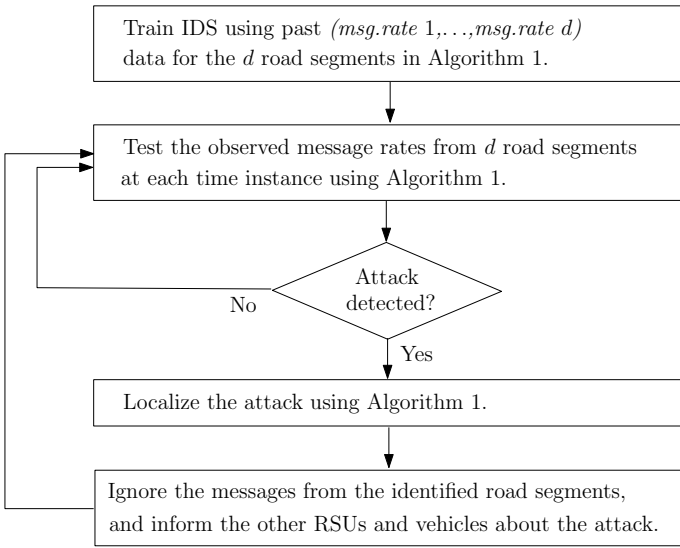 Train IDS using past (msg.rate 1,...,msg.rate d)
data for the d road segments in Algorithm 1.
Test the observed message rates from d road segments
at each time instance using Algorithm 1.
Attack
detected?
No
Yes
Localize the attack using Algorithm 1.
Ignore the messages from the identified road segments,
and inform the other RSUs and vehicles about the attack.